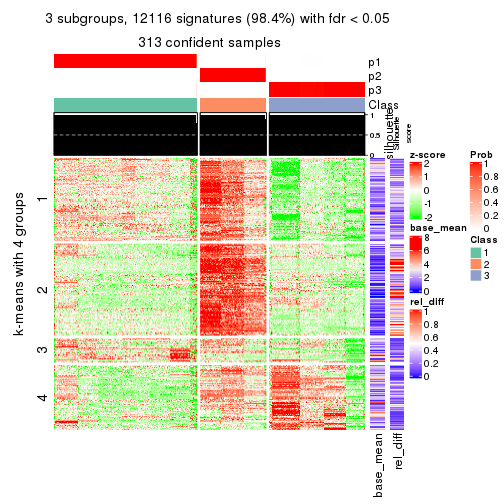 3 subgroups, 12116 signatures (98.4%) with fdr < 0.05
313 confident samples
p1
p2
p3
Class
1
0.5
0
silhouette
Silhouette
score
k-means with 4 groups
1
2
3
4
base_mean
rel_diff
z-score
2
1
0
-1
-2
base_mean
8
6
4
2
0
rel_diff
1
0.8
0.6
0.4
0.2
0
Prob
1
0.8
0.6
0.4
0.2
0
Class
1
2
3